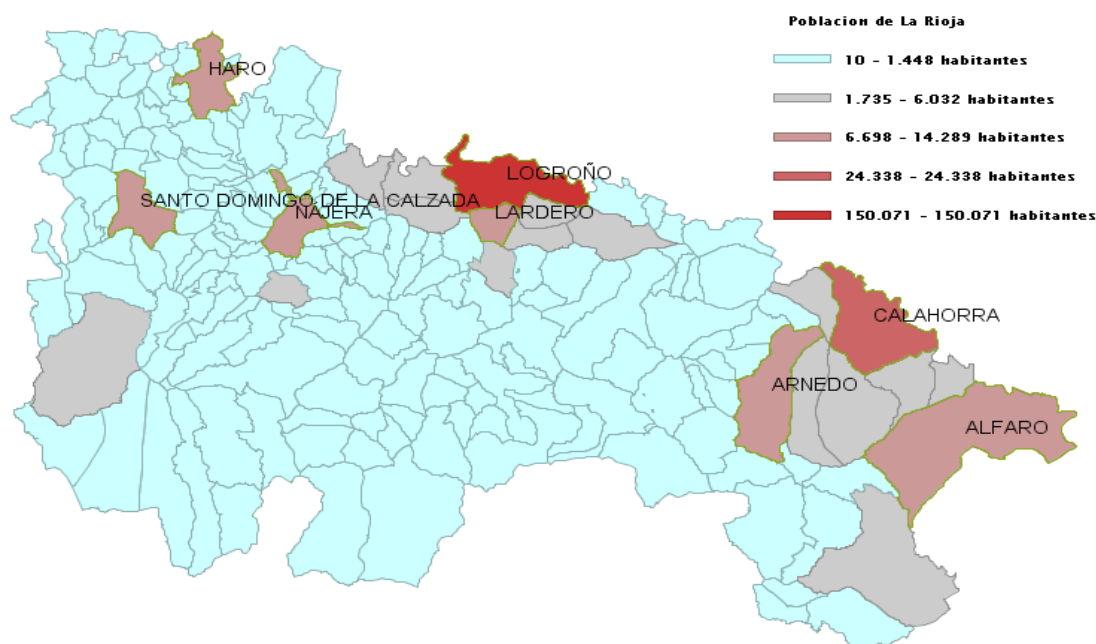 Poblacion de La Rioja
10 - 1.448 habitantes
1.735 - 6.032 habitantes
6.698 - 14.289 habitantes
24.338 - 24.338 habitantes
150.071 - 150.071 habitantes
HARO
LOGROÑO
SANTO DOMINGO DE LA CALZADA
NAJERA
LARDERO
CALAHORRA
ARNEDO
ALFARO